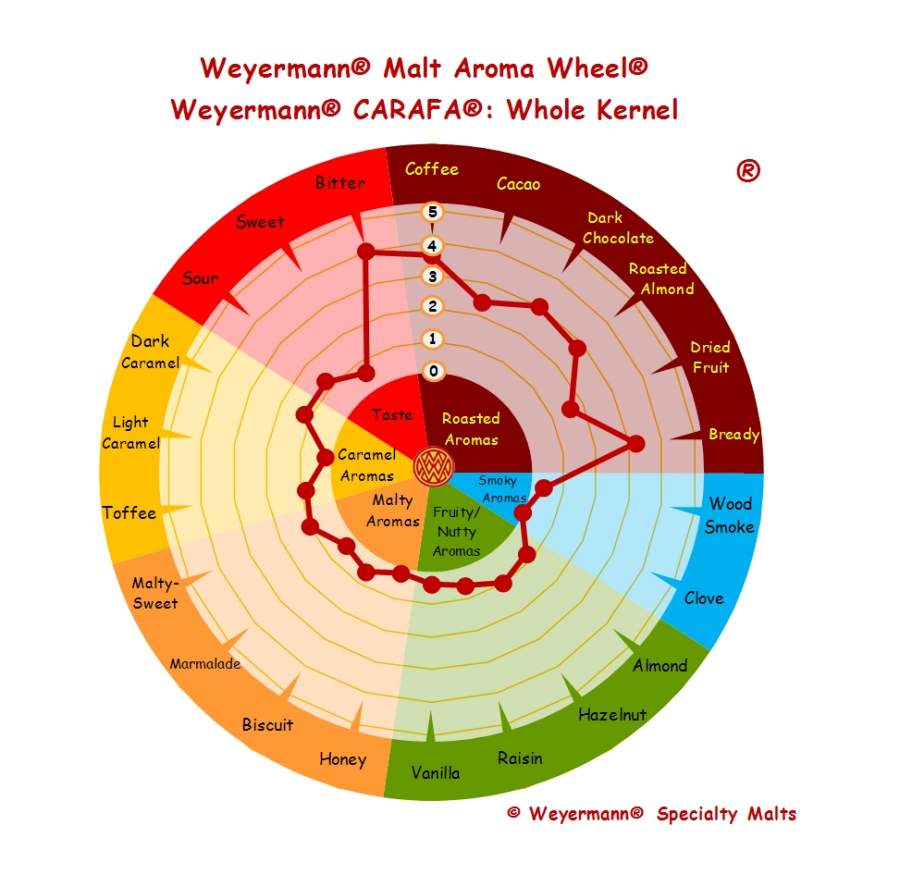 Weyermann® Malt Aroma Wheel®
Weyermann® CARAFA®: Whole Kernel
®
Coffee
Cacao
Dark
Chocolate
Roasted
Almond
Dried
Fruit
Bready
Wood
Smoke
Clove
Almond
Hazelnut
Raisin
Vanilla
Honey
Biscuit
Marmalade
Malty-
Sweet
Toffee
Light
Caramel
Dark
Caramel
Sour
Sweet
Bitter
5
4
3
2
1
0
Taste
Roasted
Aromas
Caramel
Aromas
Smoky
Aromas
Malty
Aromas
Fruity/
Nutty
Aromas
© Weyermann® Specialty Malts